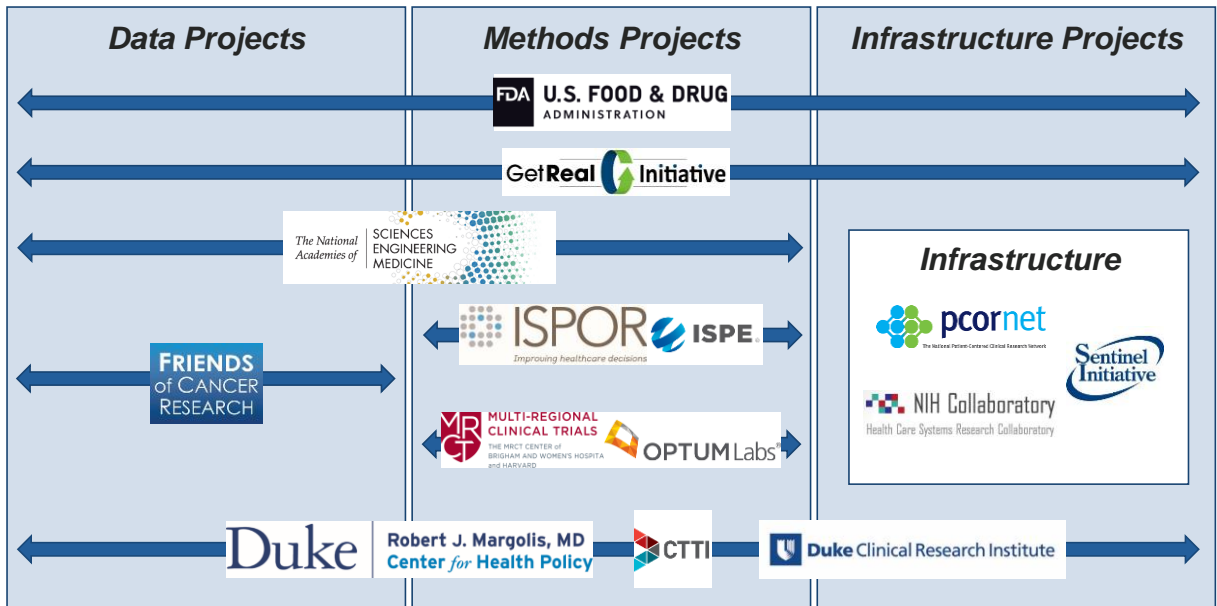 Data Projects
Methods Projects
Infrastructure Projects
FDA
U.S. FOOD & DRUG
ADMINISTRATION
GetReal Initiative
The National
Academies of
SCIENCES
ENGINEERING
MEDICINE
Infrastructure
ISPOR
Improving healthcare decisions
ISPE®
pcornet
The National Patient-Centered Clinical Research Network
Sentinel
Initiative
FRIENDS
of CANCER
RESEARCH
NIH Collaboratory
Health Care Systems Research Collaboratory
MRCT
MULTI-REGIONAL
CLINICAL TRIALS
THE MRCT CENTER of
BRIGHAM AND WOMEN'S HOSPITA
and HARVARD
OPTUMLabs®
Duke
Robert J. Margolis, MD
Center for Health Policy
CTTI
Duke Clinical Research Institute